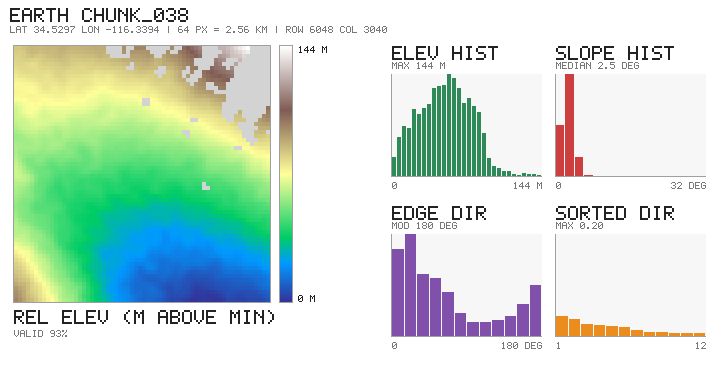 EARTH CHUNK_038
LAT 34.5297 LON -116.3394 | 64 PX = 2.56 KM | ROW 6048 COL 3040
144 M
0 M
REL ELEV (M ABOVE MIN)
VALID 93%
ELEV HIST
MAX 144 M
0
144 M
SLOPE HIST
MEDIAN 2.5 DEG
0
32 DEG
EDGE DIR
MOD 180 DEG
0
180 DEG
SORTED DIR
MAX 0.20
1
12